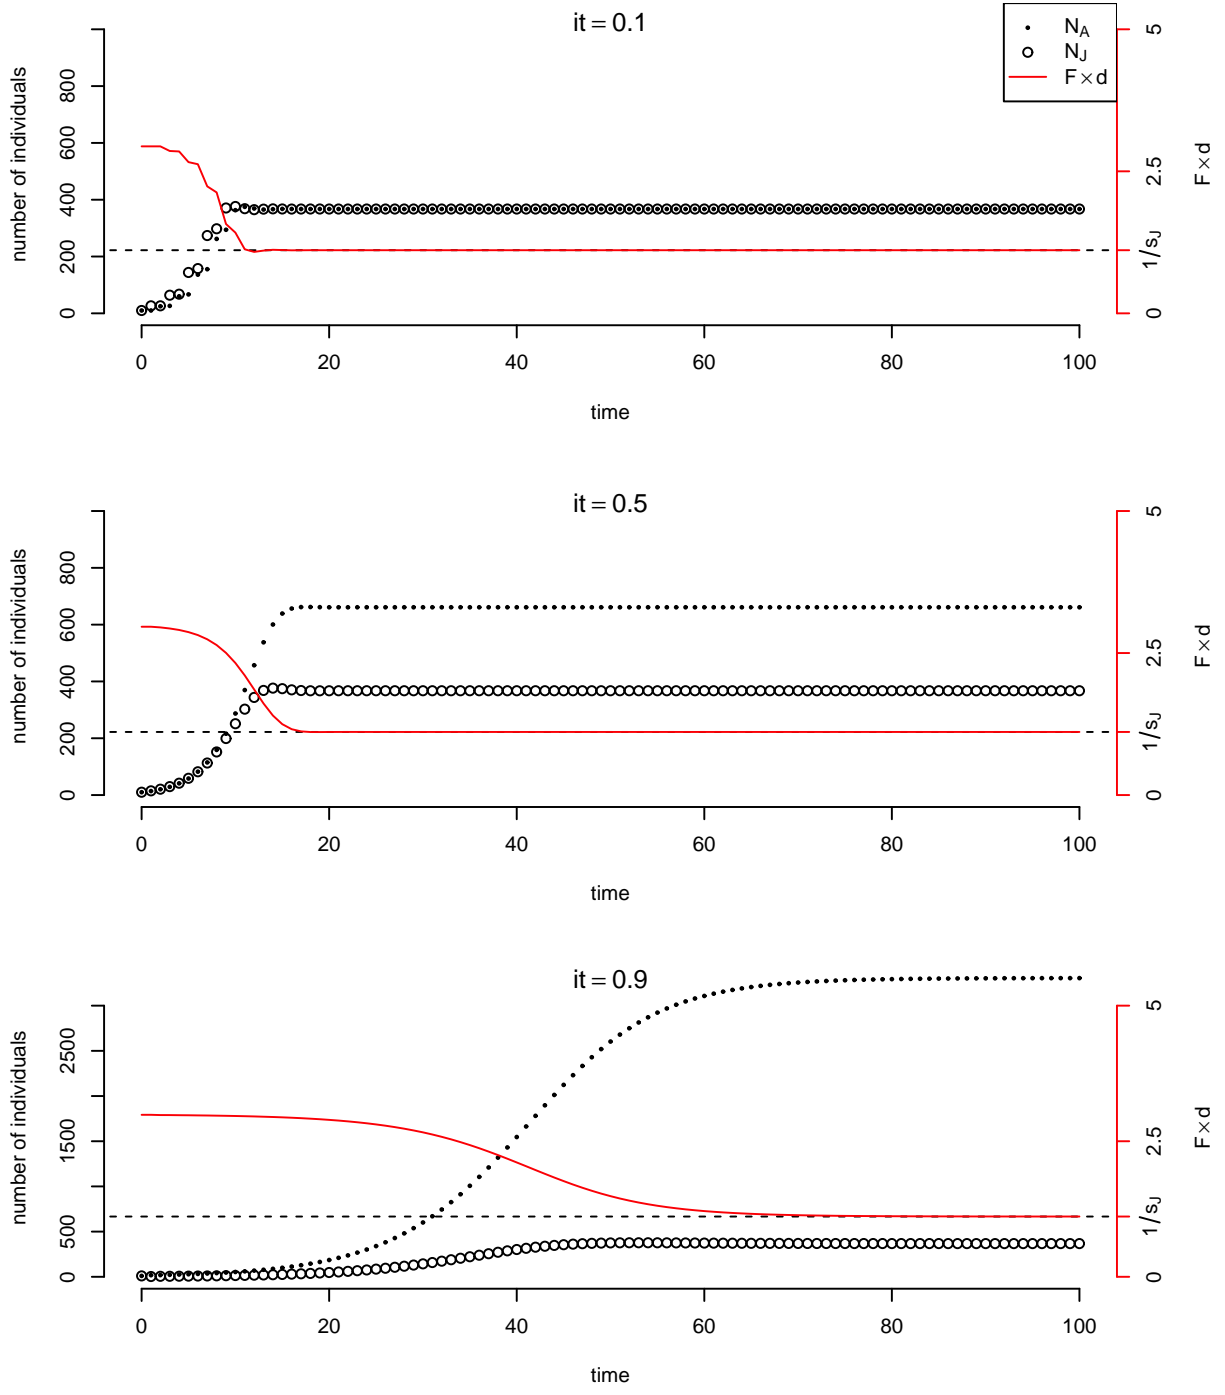 it = 0.1
N_A
N_J
F×d
number of individuals
0 200 400 600 800
0 1/s_J 2.5 5
F×d
0 20 40 60 80 100
time
it = 0.5
number of individuals
0 200 400 600 800
0 1/s_J 2.5 5
F×d
0 20 40 60 80 100
time
it = 0.9
number of individuals
0 500 1500 2500
0 1/s_J 2.5 5
F×d
0 20 40 60 80 100
time